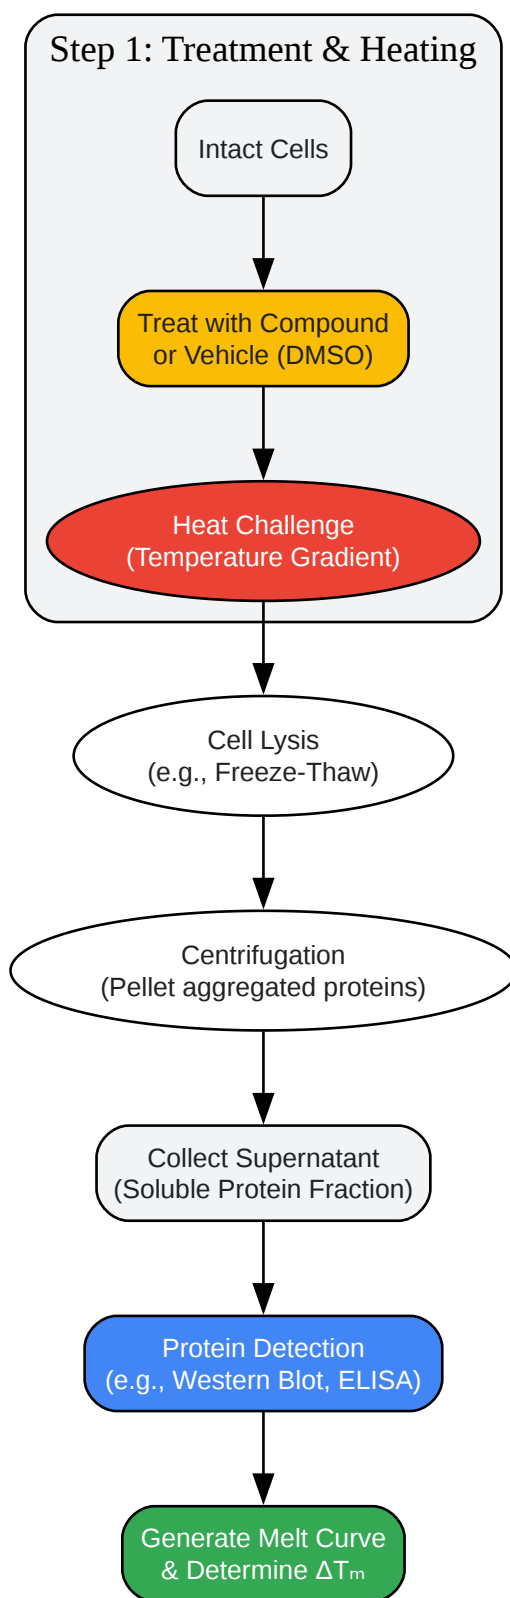 Step 1: Treatment & Heating
Intact Cells
Treat with Compound
or Vehicle (DMSO)
Heat Challenge
(Temperature Gradient)
Cell Lysis
(e.g., Freeze-Thaw)
Centrifugation
(Pellet aggregated proteins)
Collect Supernatant
(Soluble Protein Fraction)
Protein Detection
(e.g., Western Blot, ELISA)
Generate Melt Curve
& Determine ΔTₘ